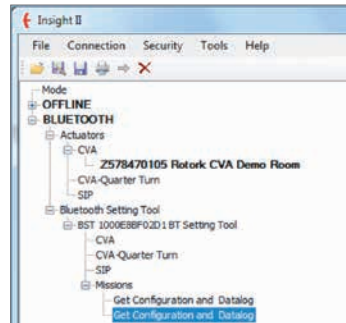 Insight II
File Connection Security Tools Help
Mode
OFFLINE
BLUETOOTH
Actuators
CVA
Z578470105 Rotork CVA Demo Room
CVA-Quarter Turn
SIP
Bluetooth Setting Tool
BST 1000E8BF02D1 BT Setting Tool
CVA
CVA-Quarter Turn
SIP
Missions
Get Configuration and Datalog
Get Configuration and Datalog